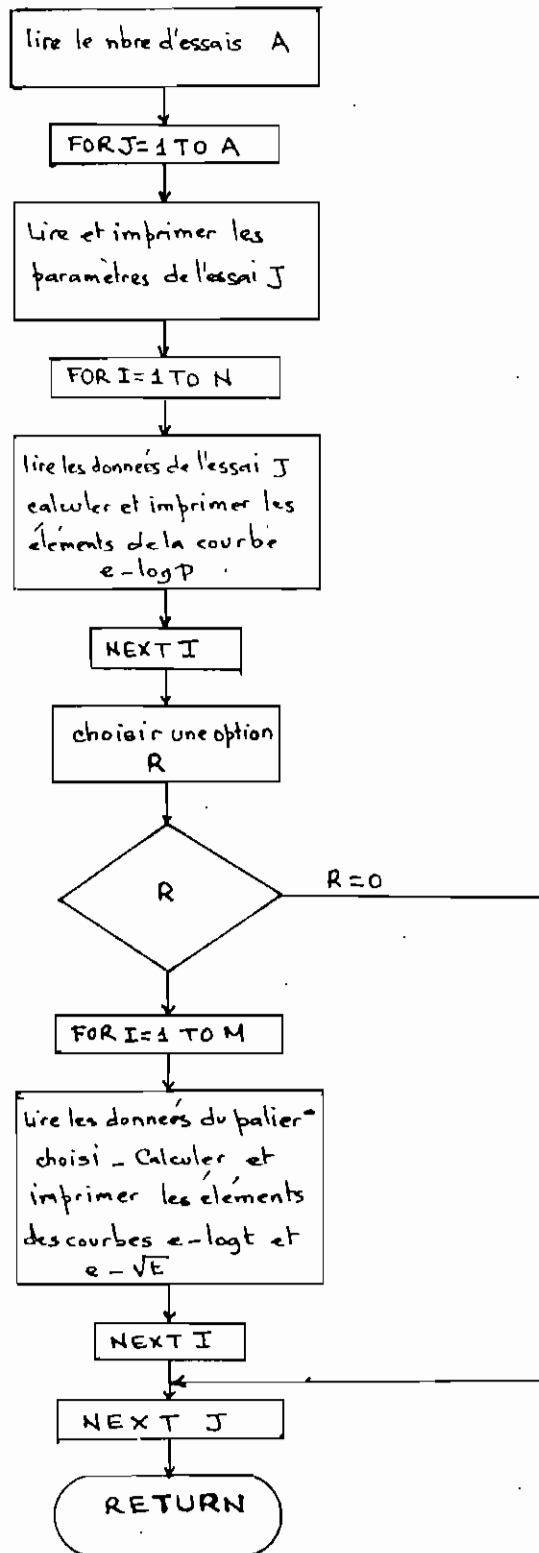 lire le nbre d'essais A
FOR J=1 TO A
Lire et imprimer les
paramètres de l'essai J
FOR I=1 TO N
lire les données de l'essai J
calculer et imprimer les
éléments de la courbe
e-log P
NEXT I
choisir une option
R
R
R=0
FOR I=1 TO M
Lire les données du palier
choisi - Calculer et
imprimer les éléments
des courbes e-logt et
e-√t
NEXT I
NEXT J
RETURN